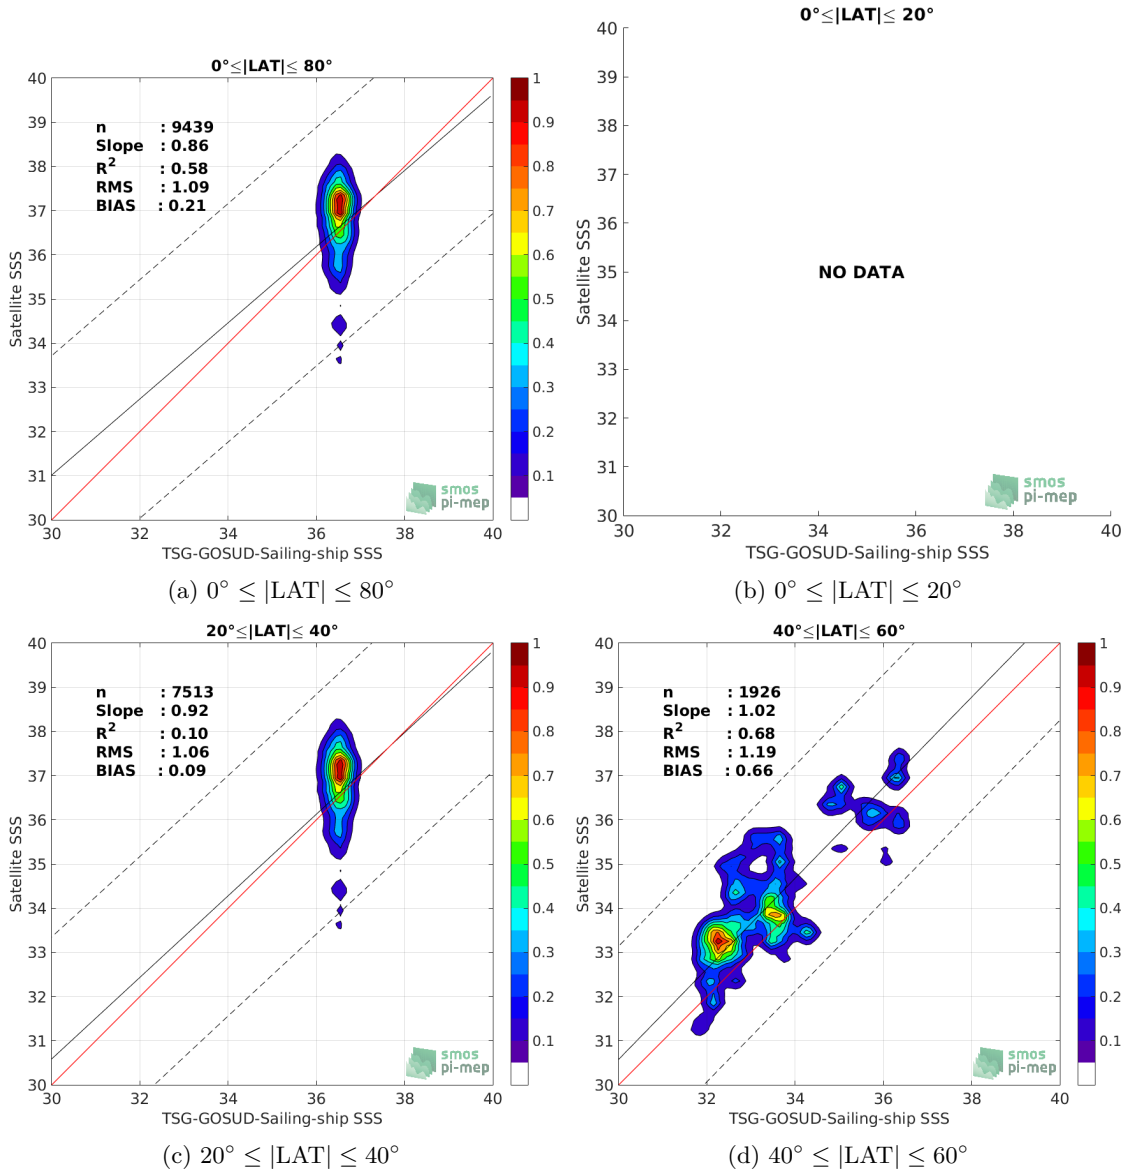 0°≤|LAT|≤ 80°
40
39
38
37
36
35
34
33
32
31
30
Satellite SSS
n : 9439
Slope : 0.86
R² : 0.58
RMS : 1.09
BIAS : 0.21
smos
pi-mep
30 32 34 36 38 40
TSG-GOSUD-Sailing-ship SSS
1
0.9
0.8
0.7
0.6
0.5
0.4
0.3
0.2
0.1
(a) 0° ≤ |LAT| ≤ 80°
0°≤|LAT|≤ 20°
40
39
38
37
36
35
34
33
32
31
30
Satellite SSS
NO DATA
smos
pi-mep
30 32 34 36 38 40
TSG-GOSUD-Sailing-ship SSS
(b) 0° ≤ |LAT| ≤ 20°
20°≤|LAT|≤ 40°
40
39
38
37
36
35
34
33
32
31
30
Satellite SSS
n : 7513
Slope : 0.92
R² : 0.10
RMS : 1.06
BIAS : 0.09
smos
pi-mep
30 32 34 36 38 40
TSG-GOSUD-Sailing-ship SSS
1
0.9
0.8
0.7
0.6
0.5
0.4
0.3
0.2
0.1
(c) 20° ≤ |LAT| ≤ 40°
40°≤|LAT|≤ 60°
40
39
38
37
36
35
34
33
32
31
30
Satellite SSS
n : 1926
Slope : 1.02
R² : 0.68
RMS : 1.19
BIAS : 0.66
smos
pi-mep
30 32 34 36 38 40
TSG-GOSUD-Sailing-ship SSS
1
0.9
0.8
0.7
0.6
0.5
0.4
0.3
0.2
0.1
(d) 40° ≤ |LAT| ≤ 60°